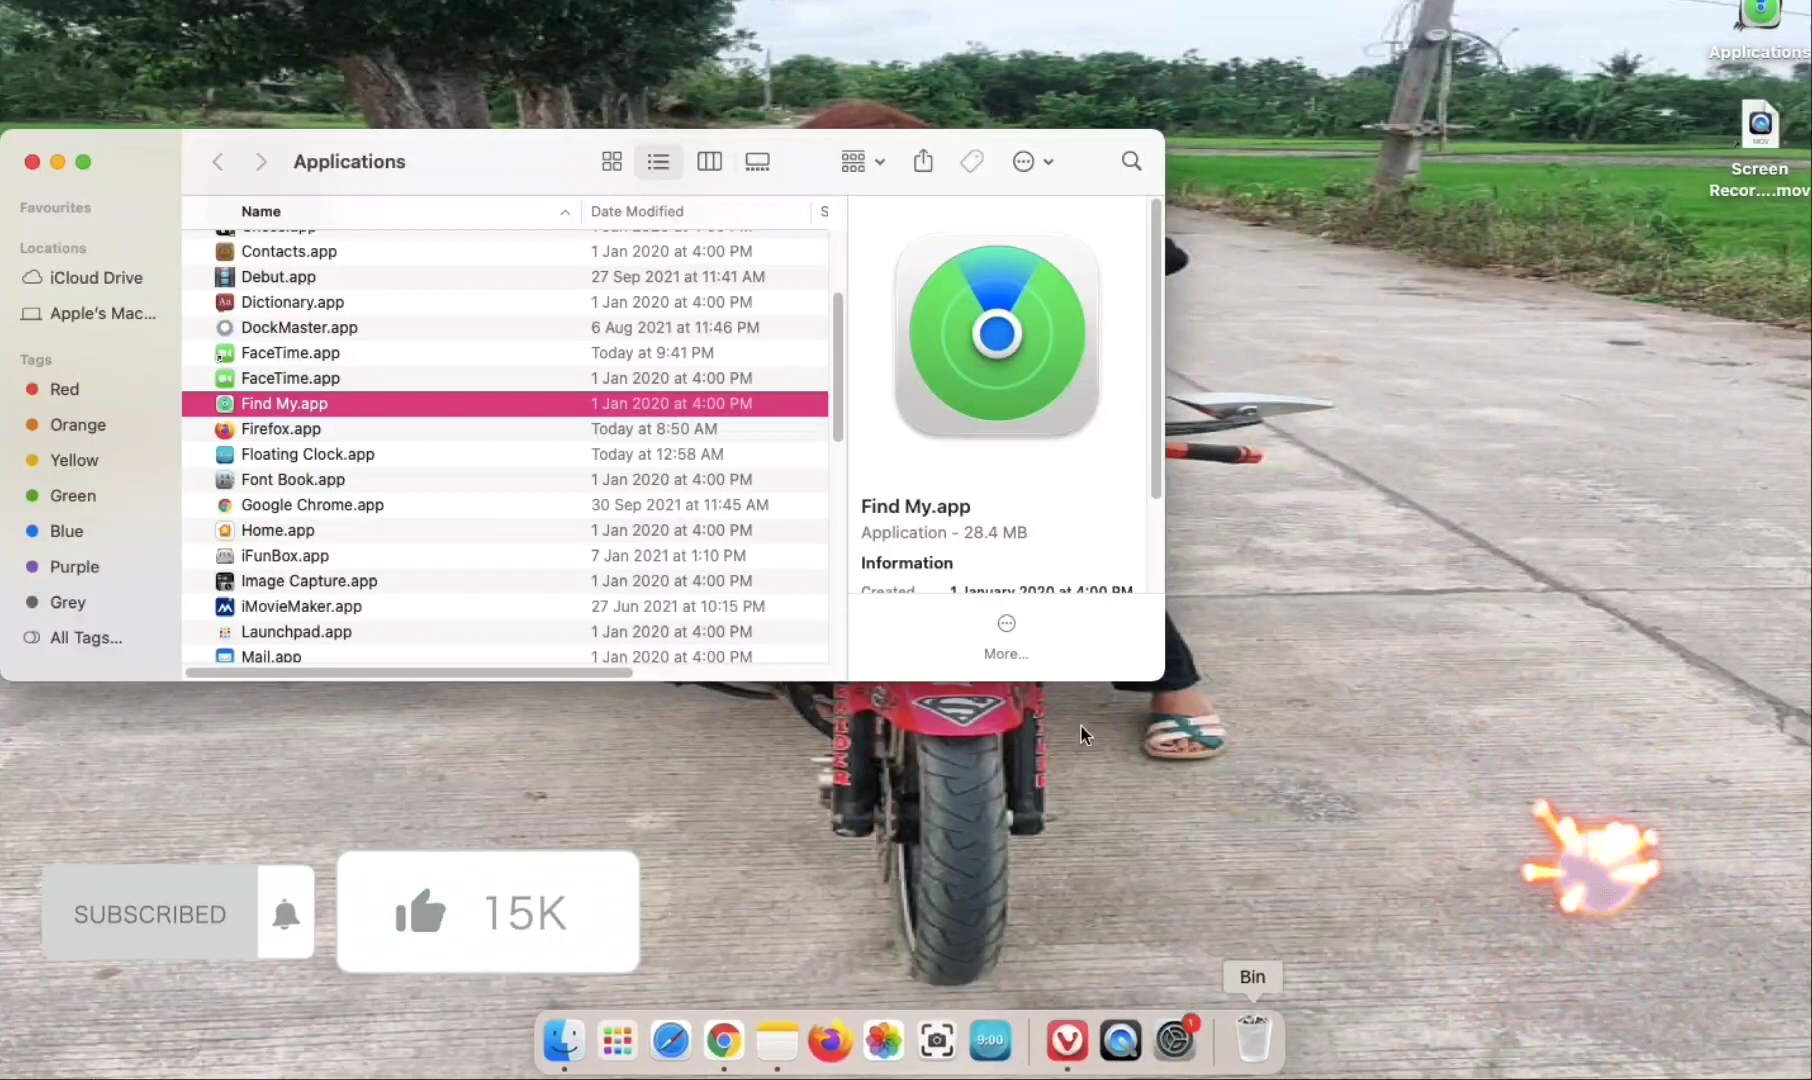 Applications
Screen
Recor....mov
Applications
Favourites
Locations
iCloud Drive
Apple's Mac...
Tags
Red
Orange
Yellow
Green
Blue
Purple
Grey
All Tags...
Name
Date Modified
S
Contacts.app 1 Jan 2020 at 4:00 PM
Debut.app 27 Sep 2021 at 11:41 AM
Dictionary.app 1 Jan 2020 at 4:00 PM
DockMaster.app 6 Aug 2021 at 11:46 PM
FaceTime.app Today at 9:41 PM
FaceTime.app 1 Jan 2020 at 4:00 PM
Find My.app 1 Jan 2020 at 4:00 PM
Firefox.app Today at 8:50 AM
Floating Clock.app Today at 12:58 AM
Font Book.app 1 Jan 2020 at 4:00 PM
Google Chrome.app 30 Sep 2021 at 11:45 AM
Home.app 1 Jan 2020 at 4:00 PM
iFunBox.app 7 Jan 2021 at 1:10 PM
Image Capture.app 1 Jan 2020 at 4:00 PM
iMovieMaker.app 27 Jun 2021 at 10:15 PM
Launchpad.app 1 Jan 2020 at 4:00 PM
Mail.app 1 Jan 2020 at 4:00 PM
Find My.app
Application - 28.4 MB
Information
Created 1 January 2020 at 4:00 PM
More...
SUBSCRIBED
15K
Bin
9:00
1